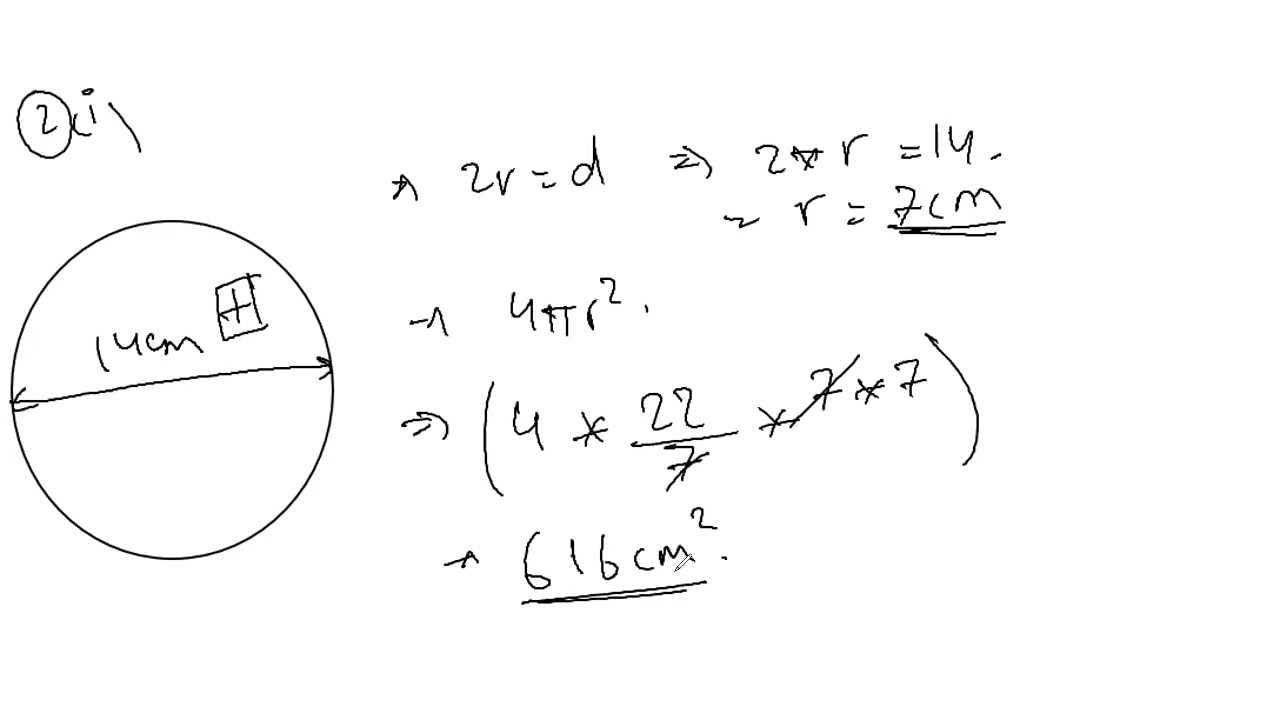 2 (i)
2r = d ⇒ 2 * r = 14.
r = 7cm
14cm
4πr².
⇒ (4 * 22/7 * 7 * 7)
616cm².